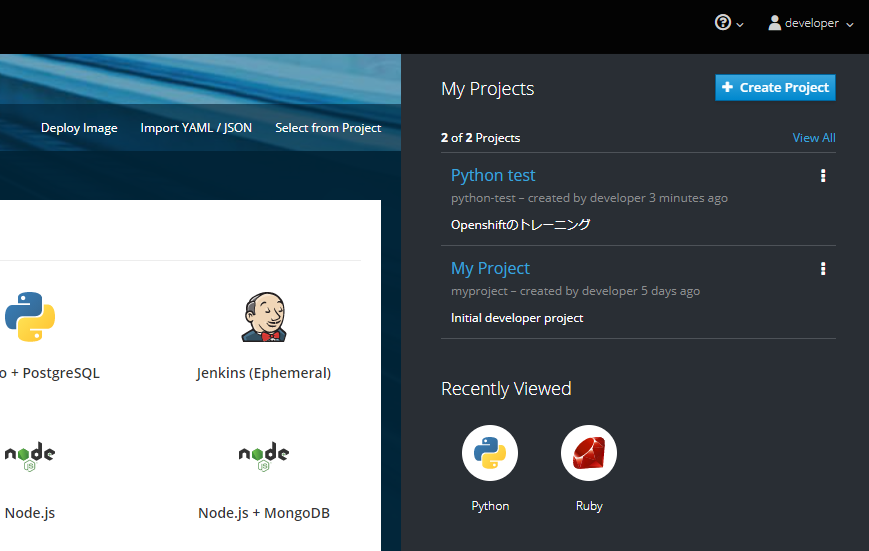 developer
Deploy Image Import YAML / JSON Select from Project
My Projects
Create Project
2 of 2 Projects
View All
Python test
python-test – created by developer 3 minutes ago
Openshiftのトレーニング
My Project
myproject – created by developer 5 days ago
Initial developer project
o + PostgreSQL
Jenkins (Ephemeral)
Node.js
Node.js + MongoDB
Recently Viewed
Python
Ruby